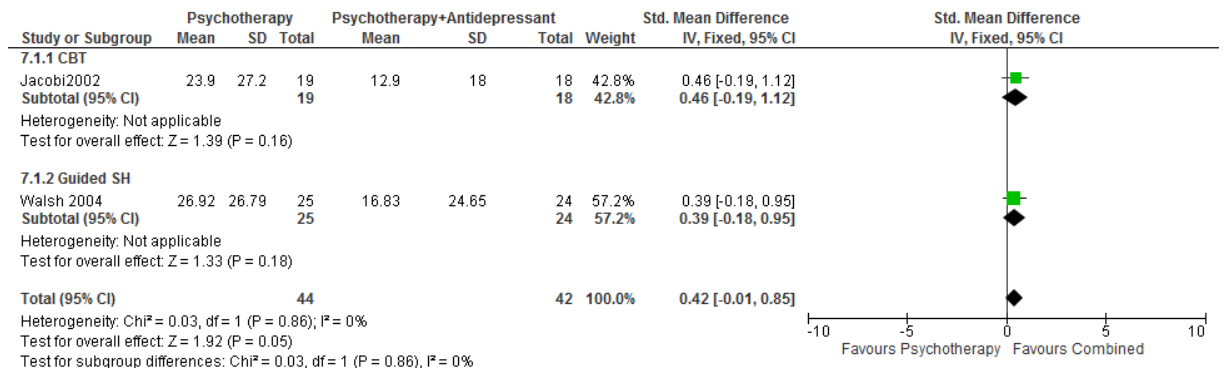 Psychotherapy Psychotherapy+Antidepressant Std. Mean Difference Std. Mean Difference
Study or Subgroup Mean SD Total Mean SD Total Weight IV, Fixed, 95% CI IV, Fixed, 95% CI
7.1.1 CBT
Jacobi2002 23.9 27.2 19 12.9 18 18 42.8% 0.46 [-0.19, 1.12]
Subtotal (95% CI) 19 18 42.8% 0.46 [-0.19, 1.12]
Heterogeneity: Not applicable
Test for overall effect: Z = 1.39 (P = 0.16)
7.1.2 Guided SH
Walsh 2004 26.92 26.79 25 16.83 24.65 24 57.2% 0.39 [-0.18, 0.95]
Subtotal (95% CI) 25 24 57.2% 0.39 [-0.18, 0.95]
Heterogeneity: Not applicable
Test for overall effect: Z = 1.33 (P = 0.18)
Total (95% CI) 44 42 100.0% 0.42 [-0.01, 0.85]
Heterogeneity: Chi² = 0.03, df = 1 (P = 0.86); I² = 0%
Test for overall effect: Z = 1.92 (P = 0.05)
Test for subgroup differences: Chi² = 0.03, df = 1 (P = 0.86), I² = 0%
-10 -5 0 5 10
Favours Psychotherapy Favours Combined